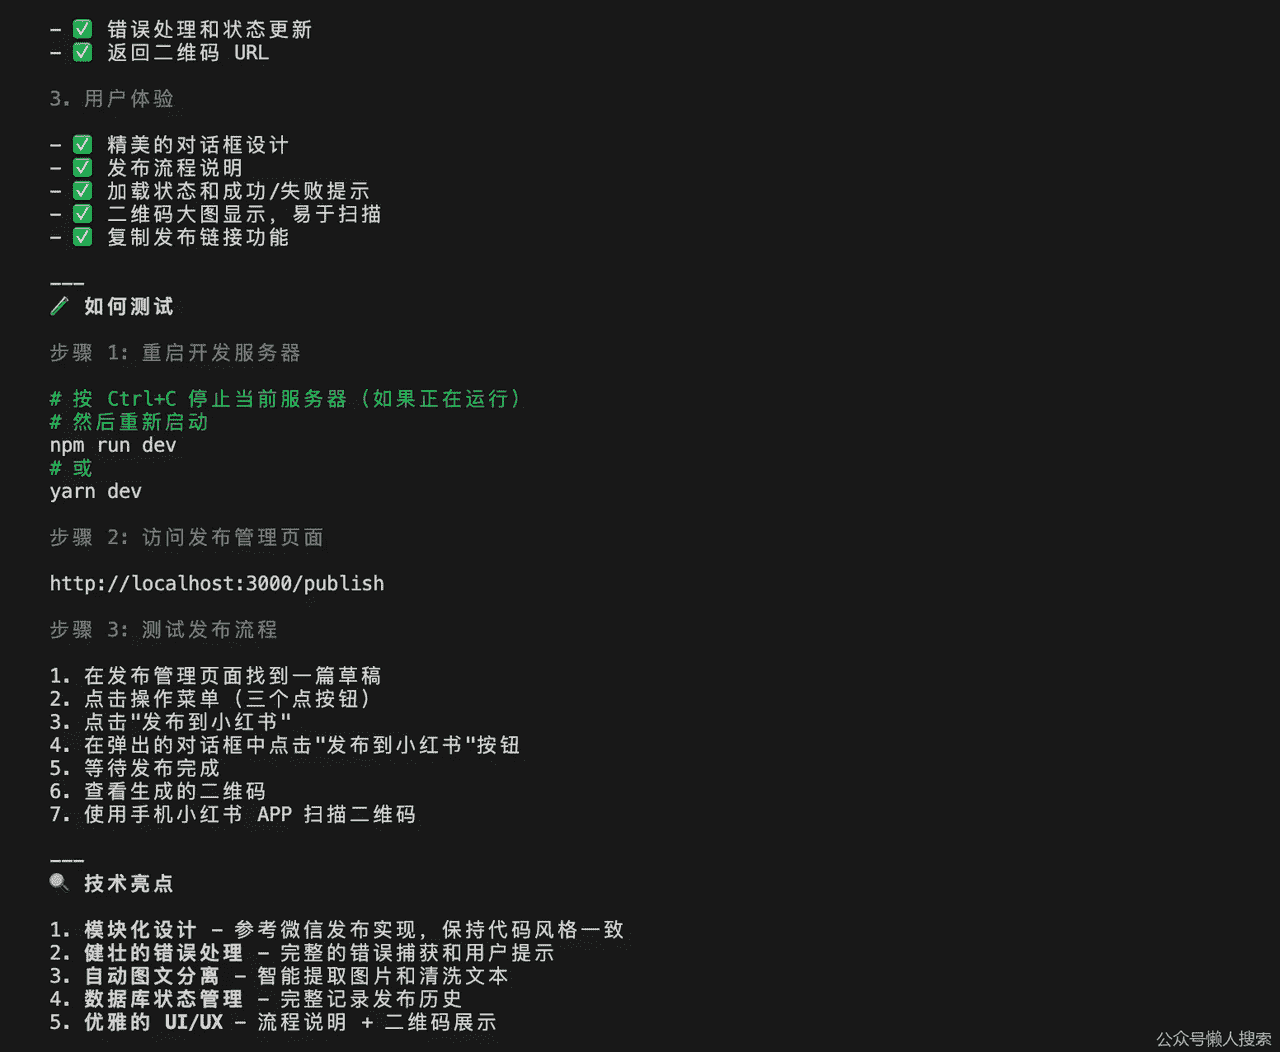 - ✅ 错误处理和状态更新
- ✅ 返回二维码 URL
3. 用户体验
- ✅ 精美的对话框设计
- ✅ 发布流程说明
- ✅ 加载状态和成功/失败提示
- ✅ 二维码大图显示，易于扫描
- ✅ 复制发布链接功能
---
🧪 如何测试
步骤 1: 重启开发服务器
# 按 Ctrl+C 停止当前服务器（如果正在运行）
# 然后重新启动
npm run dev
# 或
yarn dev
步骤 2: 访问发布管理页面
http://localhost:3000/publish
步骤 3: 测试发布流程
1. 在发布管理页面找到一篇草稿
2. 点击操作菜单（三个点按钮）
3. 点击"发布到小红书"
4. 在弹出的对话框中点击"发布到小红书"按钮
5. 等待发布完成
6. 查看生成的二维码
7. 使用手机小红书 APP 扫描二维码
---
🔍 技术亮点
1. 模块化设计 - 参考微信发布实现，保持代码风格一致
2. 健壮的错误处理 - 完整的错误捕获和用户提示
3. 自动图文分离 - 智能提取图片和清洗文本
4. 数据库状态管理 - 完整记录发布历史
5. 优雅的 UI/UX - 流程说明 + 二维码展示
公众号懒人搜索